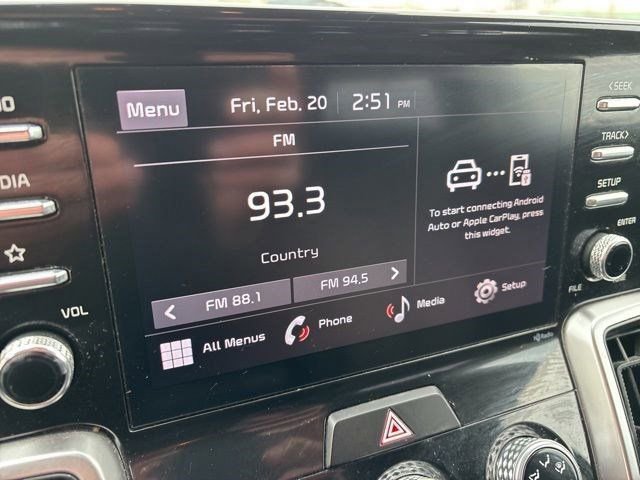 Menu Fri, Feb. 20 2:51 PM
FM
93.3
Country
FM 88.1 FM 94.5
To start connecting Android
Auto or Apple CarPlay, press
this widget.
All Menus Phone Media Setup
HD Radio
DIA
VOL
<SEEK
TRACK>
SETUP
ENTER
FILE